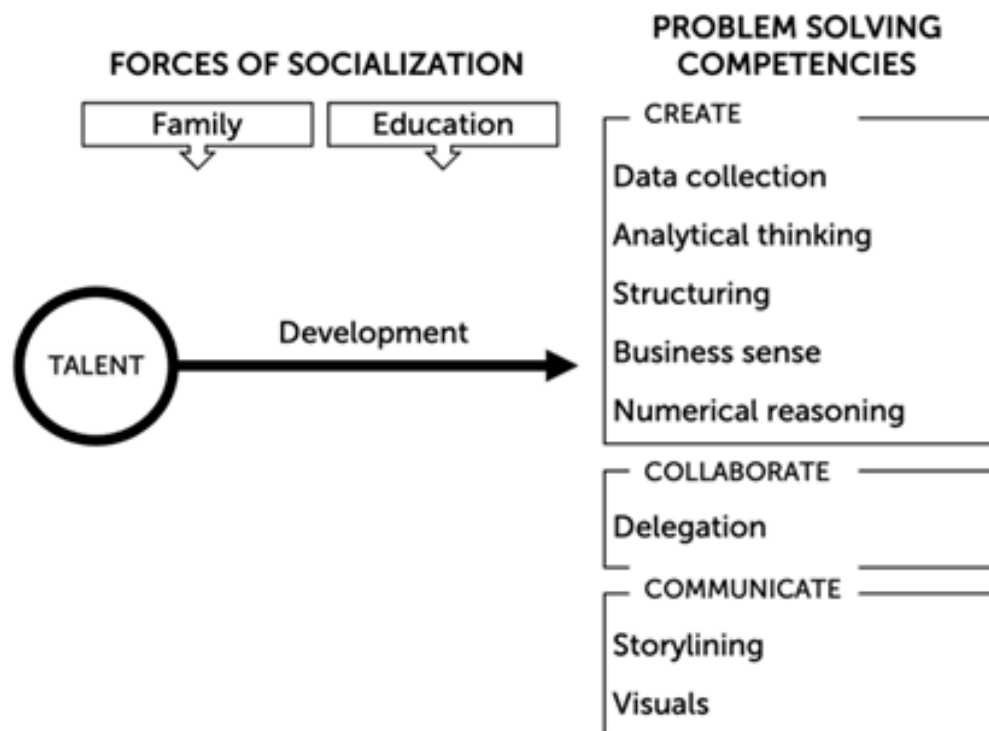 FORCES OF SOCIALIZATION
Family
Education
TALENT
Development
PROBLEM SOLVING
COMPETENCIES
CREATE
Data collection
Analytical thinking
Structuring
Business sense
Numerical reasoning
COLLABORATE
Delegation
COMMUNICATE
Storylining
Visuals